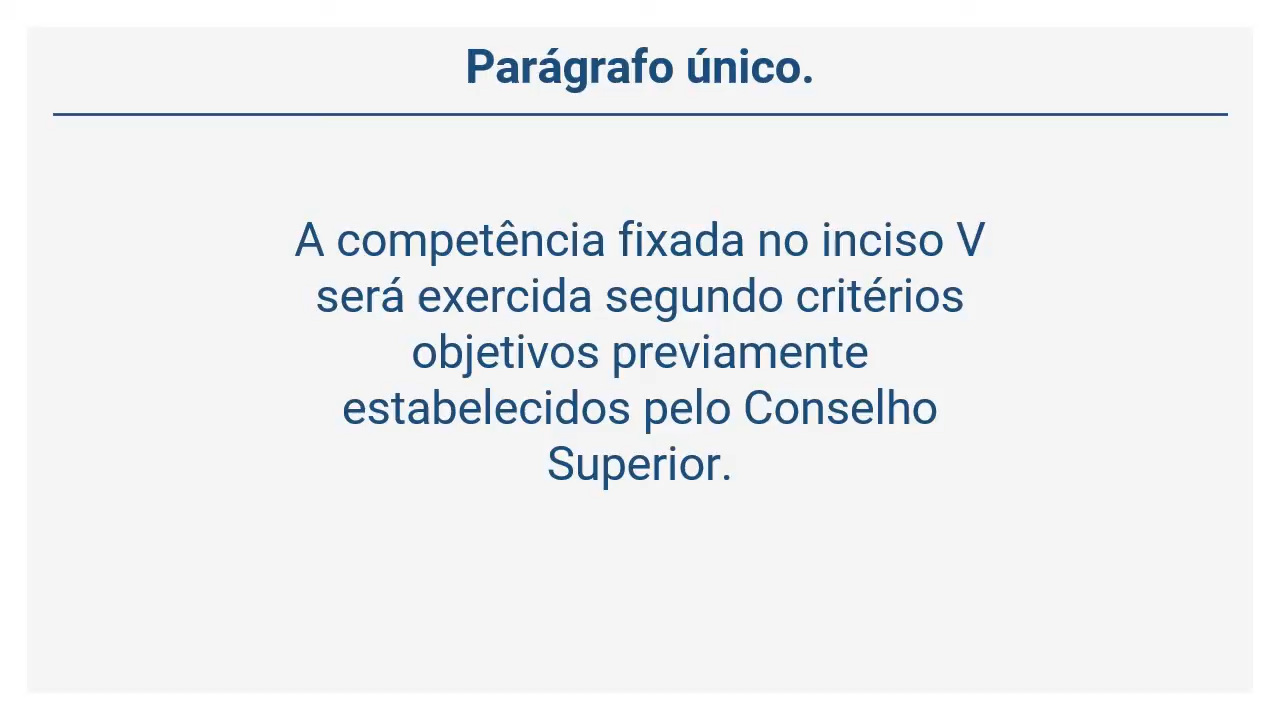 Parágrafo único.
A competência fixada no inciso V
será exercida segundo critérios
objetivos previamente
estabelecidos pelo Conselho
Superior.